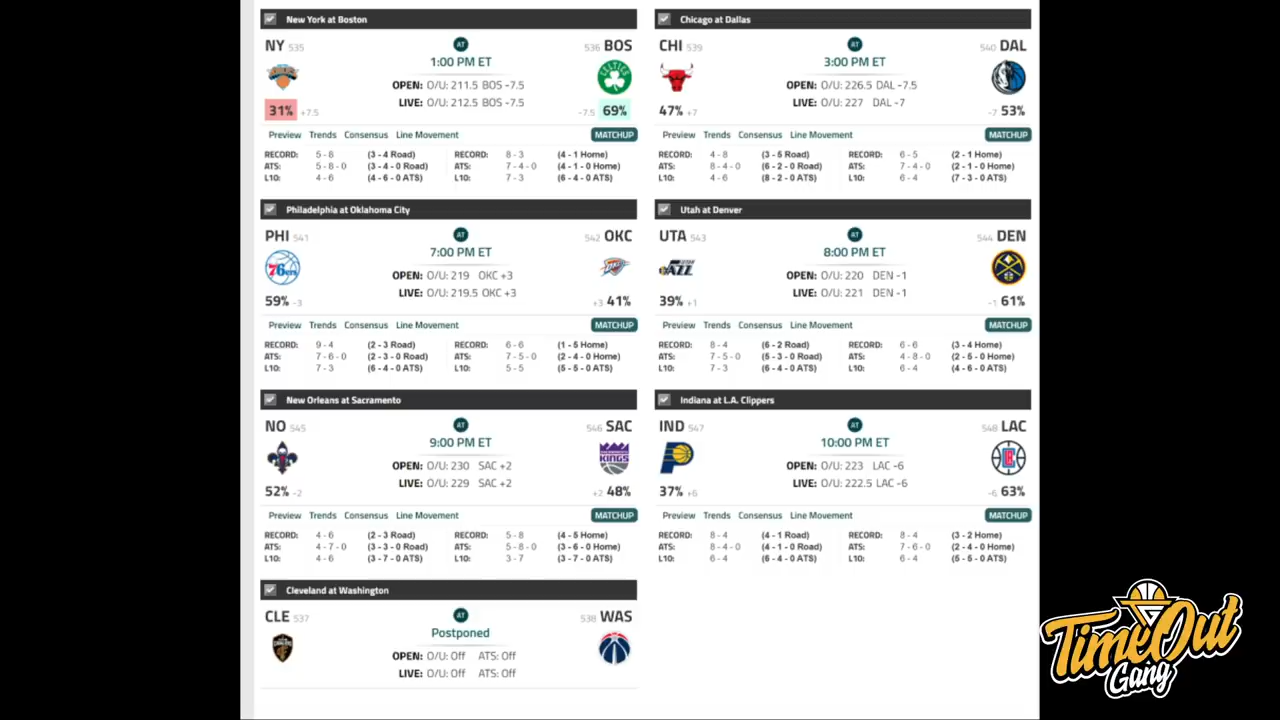 New York at Boston
NY 535
AT
536 BOS
1:00 PM ET
OPEN: O/U: 211.5 BOS -7.5
LIVE: O/U: 212.5 BOS -7.5
31% +7.5
-7.5 69%
Preview Trends Consensus Line Movement MATCHUP
RECORD: 5 - 8 (3 - 4 Road) RECORD: 8 - 3 (4 - 1 Home)
ATS: 5 - 8 - 0 (3 - 4 - 0 Road) ATS: 7 - 4 - 0 (4 - 1 - 0 Home)
L10: 4 - 6 (4 - 6 - 0 ATS) L10: 7 - 3 (6 - 4 - 0 ATS)
Chicago at Dallas
CHI 539
AT
540 DAL
3:00 PM ET
OPEN: O/U: 226.5 DAL -7.5
LIVE: O/U: 227 DAL -7
47% +7
-7 53%
Preview Trends Consensus Line Movement MATCHUP
RECORD: 4 - 8 (3 - 5 Road) RECORD: 6 - 5 (2 - 1 Home)
ATS: 8 - 4 - 0 (6 - 2 - 0 Road) ATS: 7 - 4 - 0 (2 - 1 - 0 Home)
L10: 4 - 6 (8 - 2 - 0 ATS) L10: 6 - 4 (7 - 3 - 0 ATS)
Philadelphia at Oklahoma City
PHI 541
AT
542 OKC
7:00 PM ET
76ers
OPEN: O/U: 219 OKC +3
LIVE: O/U: 219.5 OKC +3
59% -3
+3 41%
Preview Trends Consensus Line Movement MATCHUP
RECORD: 9 - 4 (2 - 3 Road) RECORD: 6 - 6 (1 - 5 Home)
ATS: 7 - 6 - 0 (2 - 3 - 0 Road) ATS: 7 - 5 - 0 (2 - 4 - 0 Home)
L10: 7 - 3 (6 - 4 - 0 ATS) L10: 5 - 5 (5 - 5 - 0 ATS)
Utah at Denver
UTA 543
AT
544 DEN
8:00 PM ET
JAZZ
OPEN: O/U: 220 DEN -1
LIVE: O/U: 221 DEN -1
39% +1
-1 61%
Preview Trends Consensus Line Movement MATCHUP
RECORD: 8 - 4 (6 - 2 Road) RECORD: 6 - 6 (3 - 4 Home)
ATS: 7 - 5 - 0 (5 - 3 - 0 Road) ATS: 4 - 8 - 0 (2 - 5 - 0 Home)
L10: 7 - 3 (6 - 4 - 0 ATS) L10: 6 - 4 (4 - 6 - 0 ATS)
New Orleans at Sacramento
NO 545
AT
546 SAC
9:00 PM ET
KINGS
OPEN: O/U: 230 SAC +2
LIVE: O/U: 229 SAC +2
52% -2
+2 48%
Preview Trends Consensus Line Movement MATCHUP
RECORD: 4 - 6 (2 - 3 Road) RECORD: 5 - 8 (4 - 5 Home)
ATS: 4 - 7 - 0 (3 - 3 - 0 Road) ATS: 5 - 8 - 0 (3 - 6 - 0 Home)
L10: 4 - 6 (3 - 7 - 0 ATS) L10: 3 - 7 (3 - 7 - 0 ATS)
Indiana at L.A. Clippers
IND 547
AT
548 LAC
10:00 PM ET
OPEN: O/U: 223 LAC -6
LIVE: O/U: 222.5 LAC -6
37% +6
-6 63%
Preview Trends Consensus Line Movement MATCHUP
RECORD: 8 - 4 (4 - 1 Road) RECORD: 8 - 4 (3 - 2 Home)
ATS: 8 - 4 - 0 (4 - 1 - 0 Road) ATS: 7 - 6 - 0 (2 - 4 - 0 Home)
L10: 6 - 4 (6 - 4 - 0 ATS) L10: 6 - 4 (5 - 5 - 0 ATS)
Cleveland at Washington
CLE 537
AT
538 WAS
Postponed
OPEN: O/U: Off ATS: Off
LIVE: O/U: Off ATS: Off
TimeOut
Gang